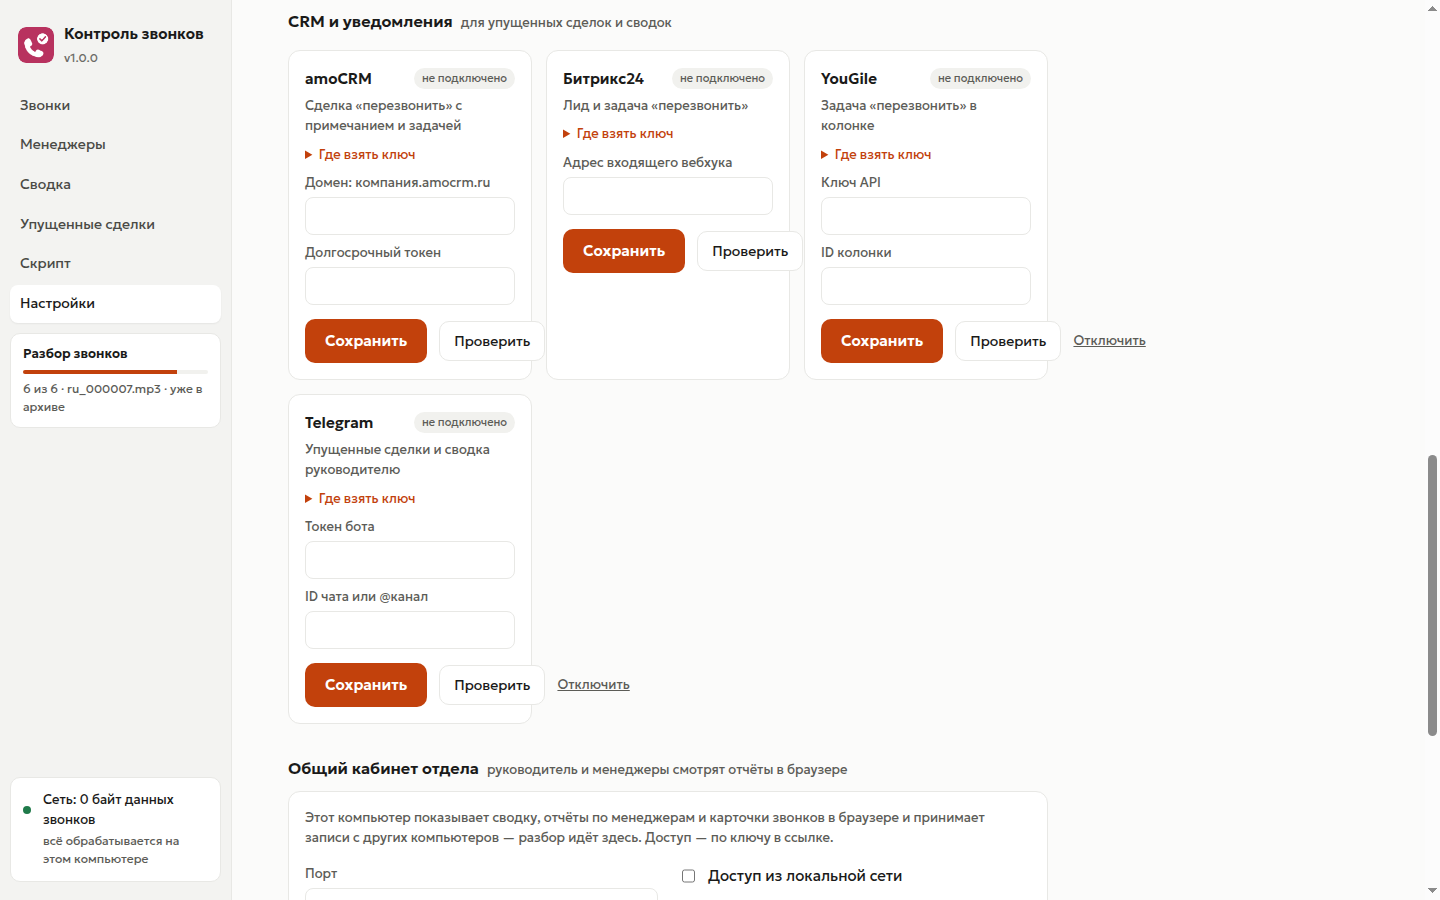 Контроль звонков
v1.0.0
Звонки
Менеджеры
Сводка
Упущенные сделки
Скрипт
Настройки
Разбор звонков
6 из 6 · ru_000007.mp3 · уже в
архиве
Сеть: 0 байт данных
звонков
всё обрабатывается на
этом компьютере
CRM и уведомления для упущенных сделок и сводок
amoCRM не подключено
Сделка «перезвонить» с
примечанием и задачей
Где взять ключ
Домен: компания.amocrm.ru
Долгосрочный токен
Сохранить Проверить
Битрикс24 не подключено
Лид и задача «перезвонить»
Где взять ключ
Адрес входящего вебхука
Сохранить Проверить
YouGile не подключено
Задача «перезвонить» в
колонке
Где взять ключ
Ключ API
ID колонки
Сохранить Проверить Отключить
Telegram не подключено
Упущенные сделки и сводка
руководителю
Где взять ключ
Токен бота
ID чата или @канал
Сохранить Проверить Отключить
Общий кабинет отдела руководитель и менеджеры смотрят отчёты в браузере
Этот компьютер показывает сводку, отчёты по менеджерам и карточки звонков в браузере и принимает
записи с других компьютеров — разбор идёт здесь. Доступ — по ключу в ссылке.
Порт
Доступ из локальной сети